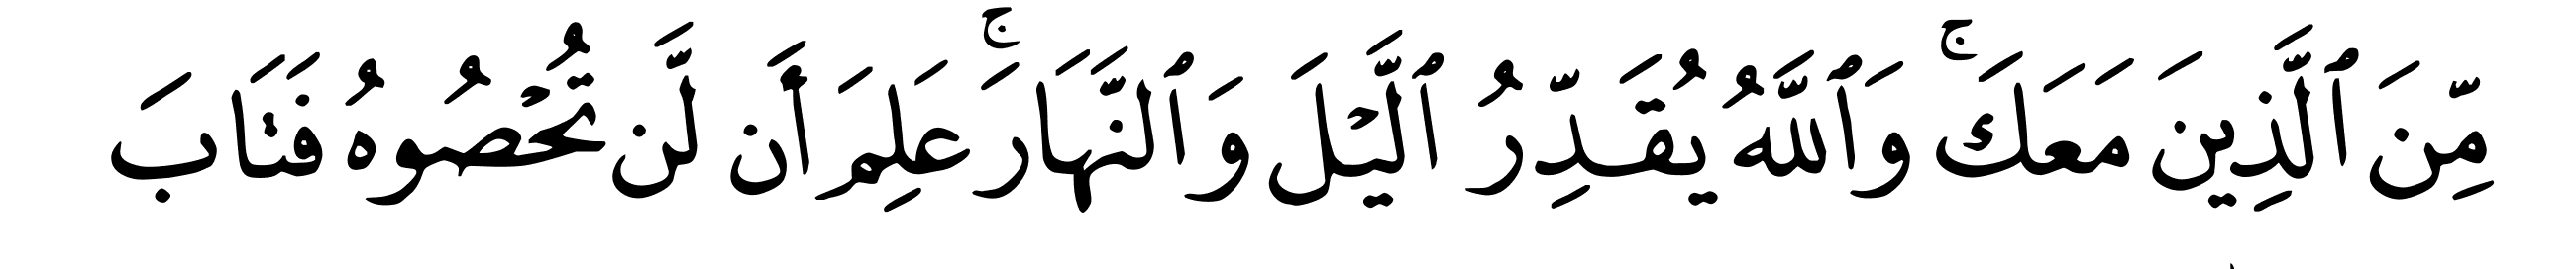 مِّنَ ٱلَّذِينَ مَعَكَۚ وَٱللَّهُ يُقَدِّرُ ٱلَّيۡلَ وَٱلنَّهَارَۚ عَلِمَ أَن لَّن تُحۡصُوهُ فَتَابَ